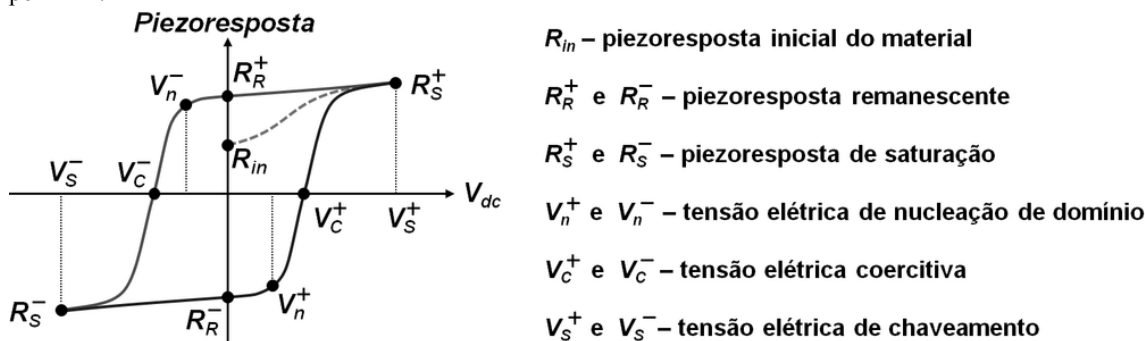 Piezoresposta
V_n^-
R_R^+
R_S^+
V_S^-
V_C^-
R_in
V_dc
V_C^+
V_S^+
R_S^-
R_R^-
V_n^+
R_in – piezoresposta inicial do material
R_R^+ e R_R^- – piezoresposta remanescente
R_S^+ e R_S^- – piezoresposta de saturação
V_n^+ e V_n^- – tensão elétrica de nucleação de domínio
V_c^+ e V_c^- – tensão elétrica coercitiva
V_s^+ e V_s^- – tensão elétrica de chaveamento